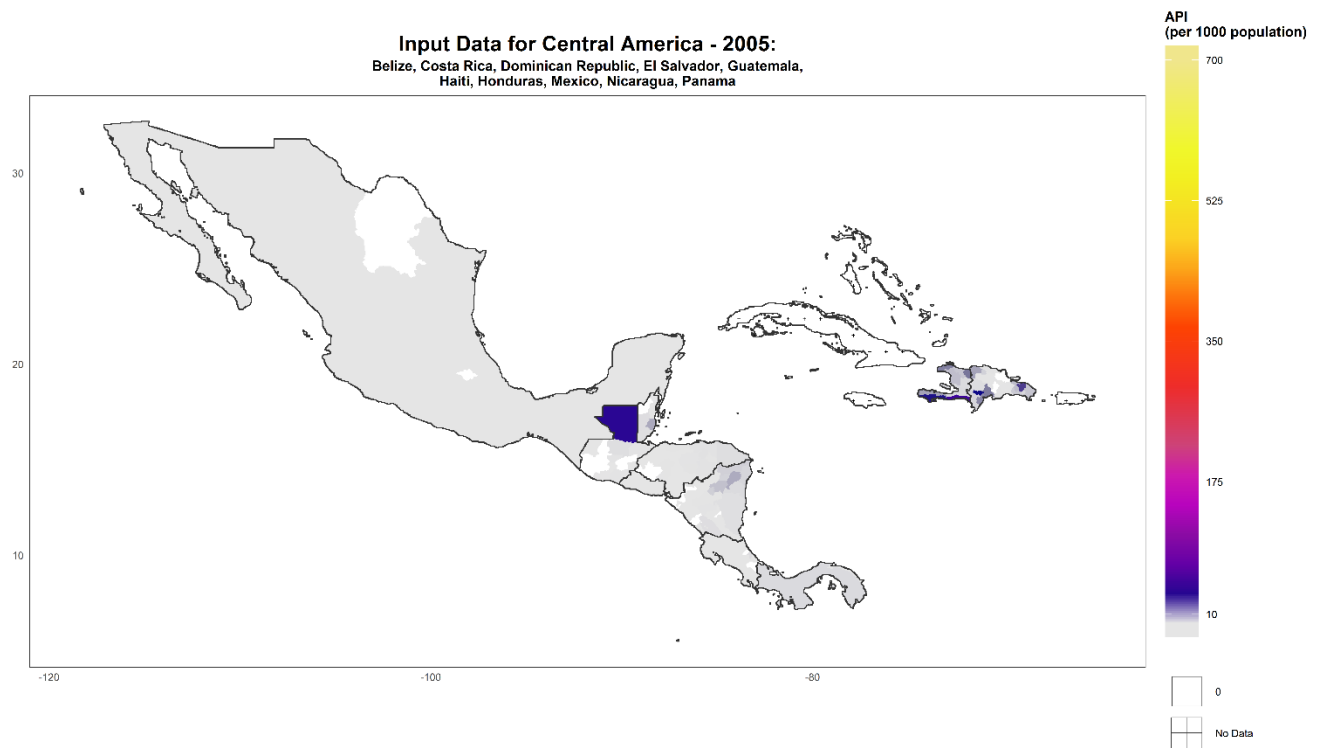 Input Data for Central America - 2005:
Belize, Costa Rica, Dominican Republic, El Salvador, Guatemala,
Haiti, Honduras, Mexico, Nicaragua, Panama
API
(per 1000 population)
700
525
350
175
10
0
No Data
30
20
10
-120
-100
-80